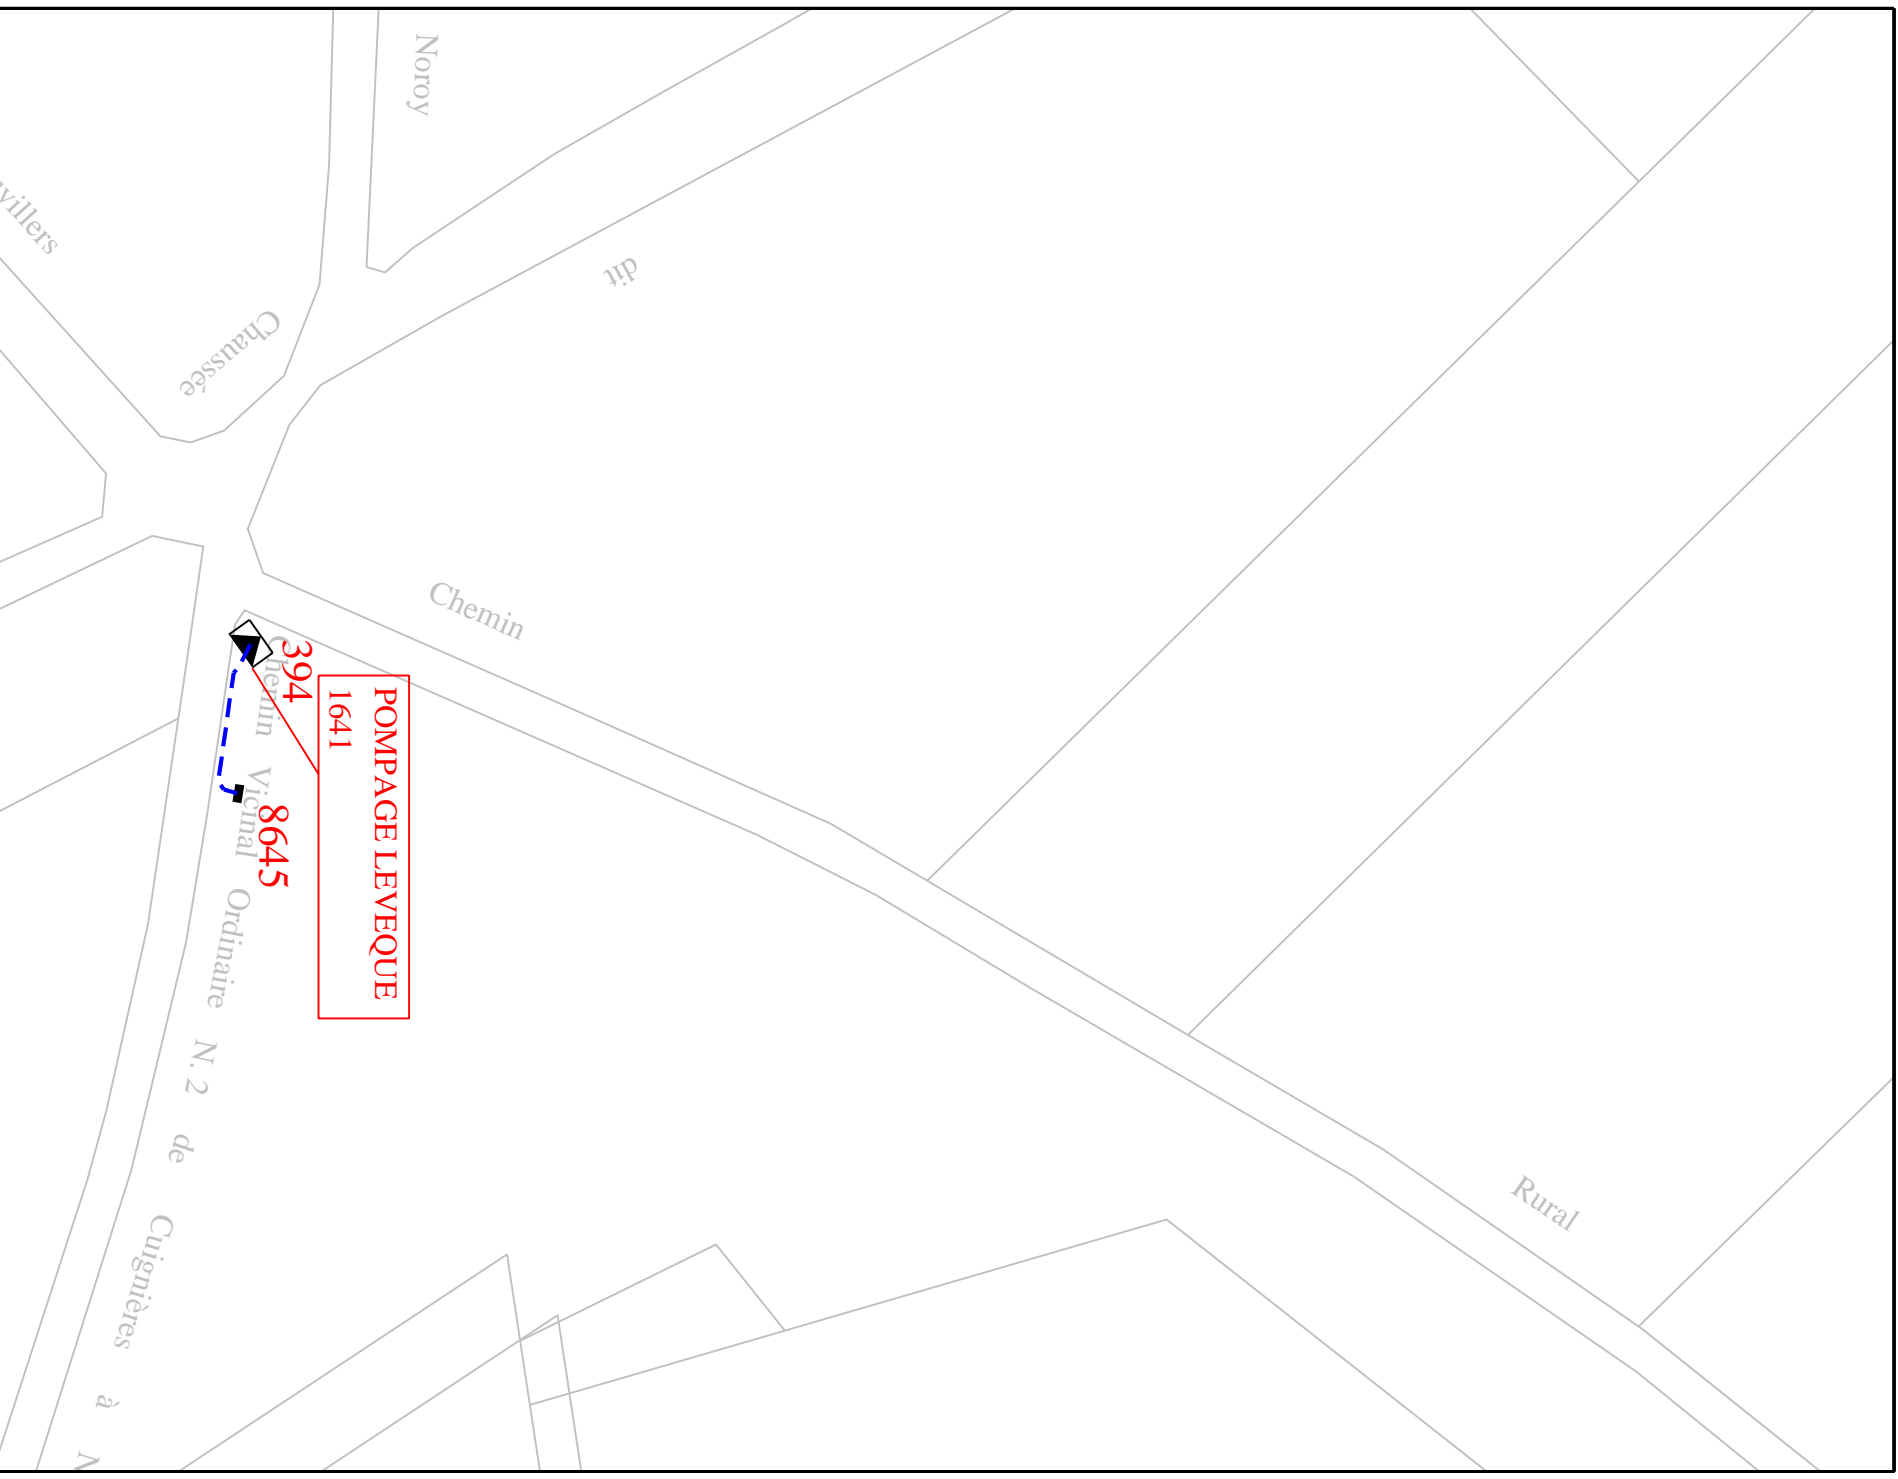 Noroy
villers
dit
Chaussée
Chemin
394
POMPAGE LEVEQUE
1641
8645
Chemin Vicinal Ordinaire N. 2 de Cuignières à N
Rural